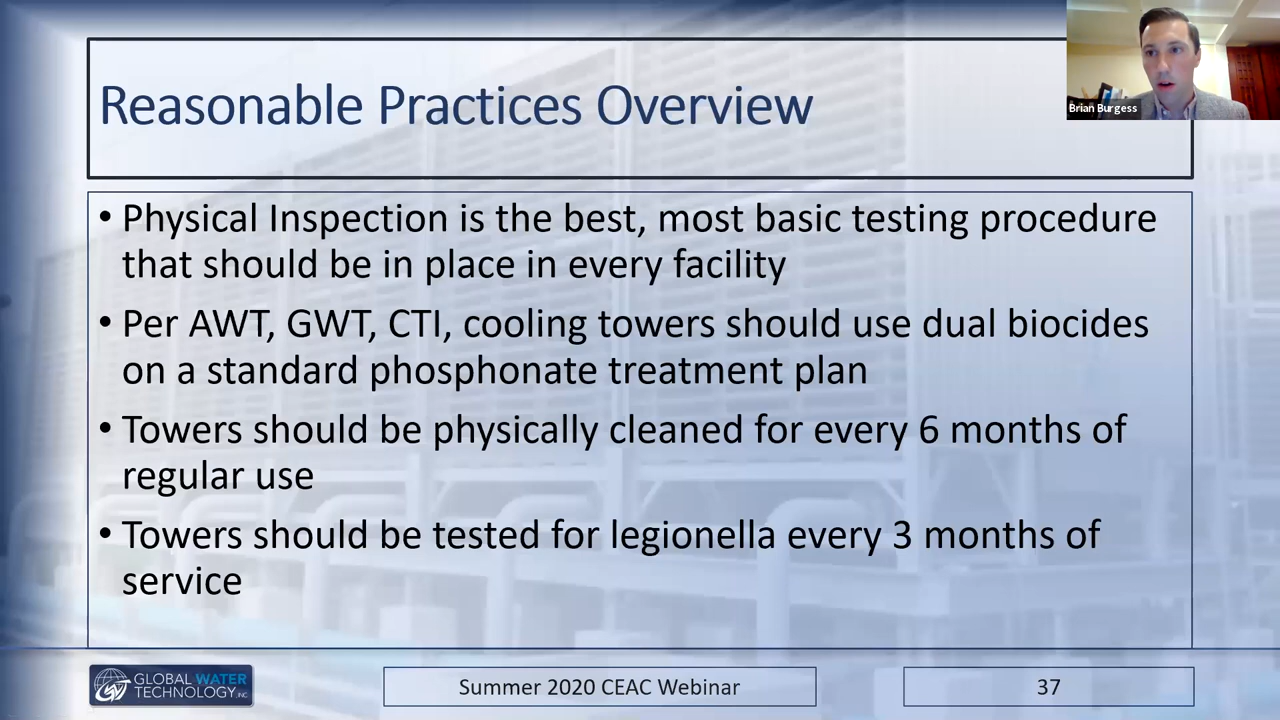 Reasonable Practices Overview
Brian Burgess
• Physical Inspection is the best, most basic testing procedure
that should be in place in every facility
• Per AWT, GWT, CTI, cooling towers should use dual biocides
on a standard phosphonate treatment plan
• Towers should be physically cleaned for every 6 months of
regular use
• Towers should be tested for legionella every 3 months of
service
GLOBAL WATER
TECHNOLOGY, INC
Summer 2020 CEAC Webinar
37